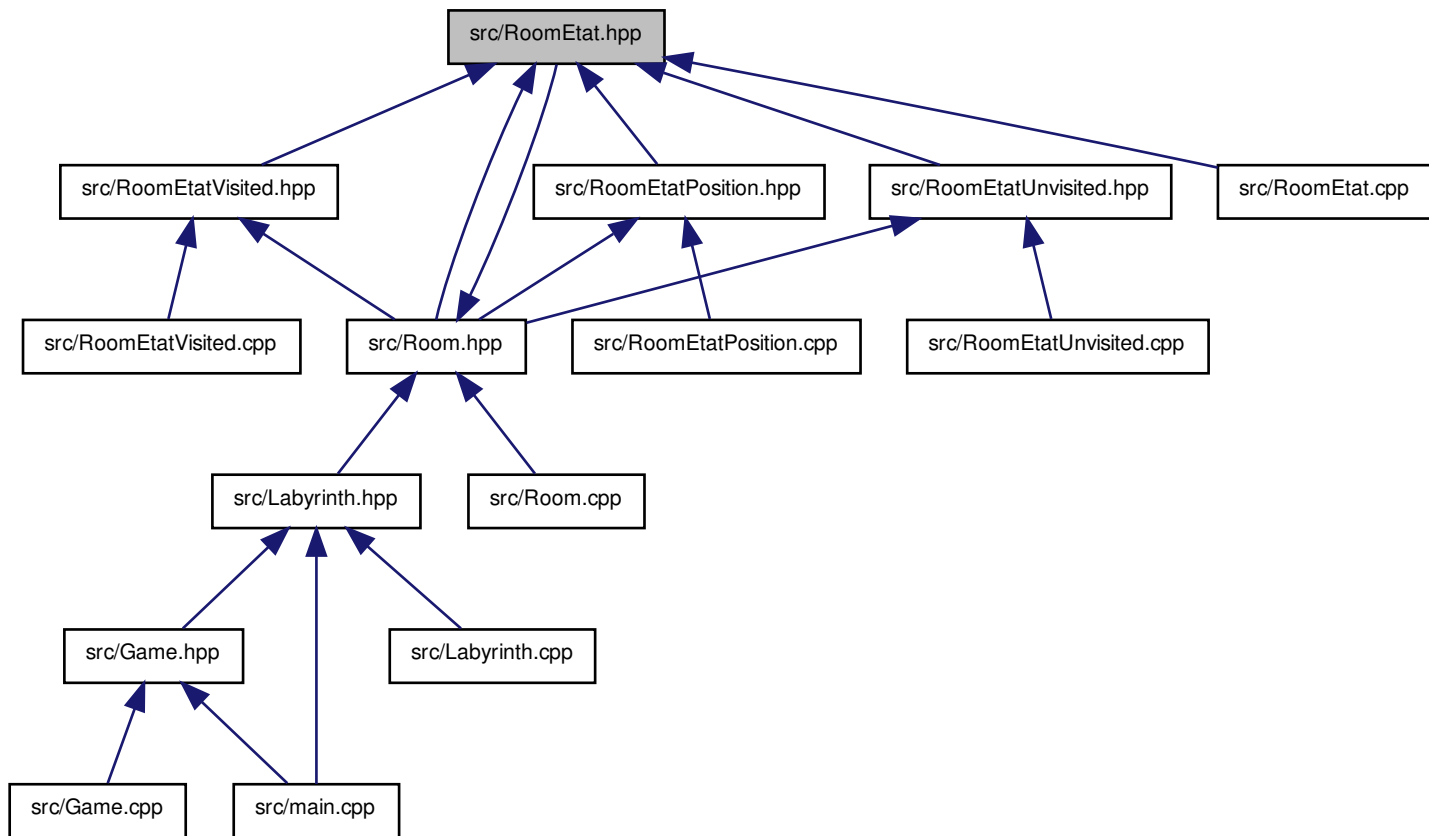 src/RoomEtat.hpp
src/RoomEtatVisited.hpp
src/RoomEtatPosition.hpp
src/RoomEtatUnvisited.hpp
src/RoomEtat.cpp
src/RoomEtatVisited.cpp
src/Room.hpp
src/RoomEtatPosition.cpp
src/RoomEtatUnvisited.cpp
src/Labyrinth.hpp
src/Room.cpp
src/Game.hpp
src/Labyrinth.cpp
src/Game.cpp
src/main.cpp